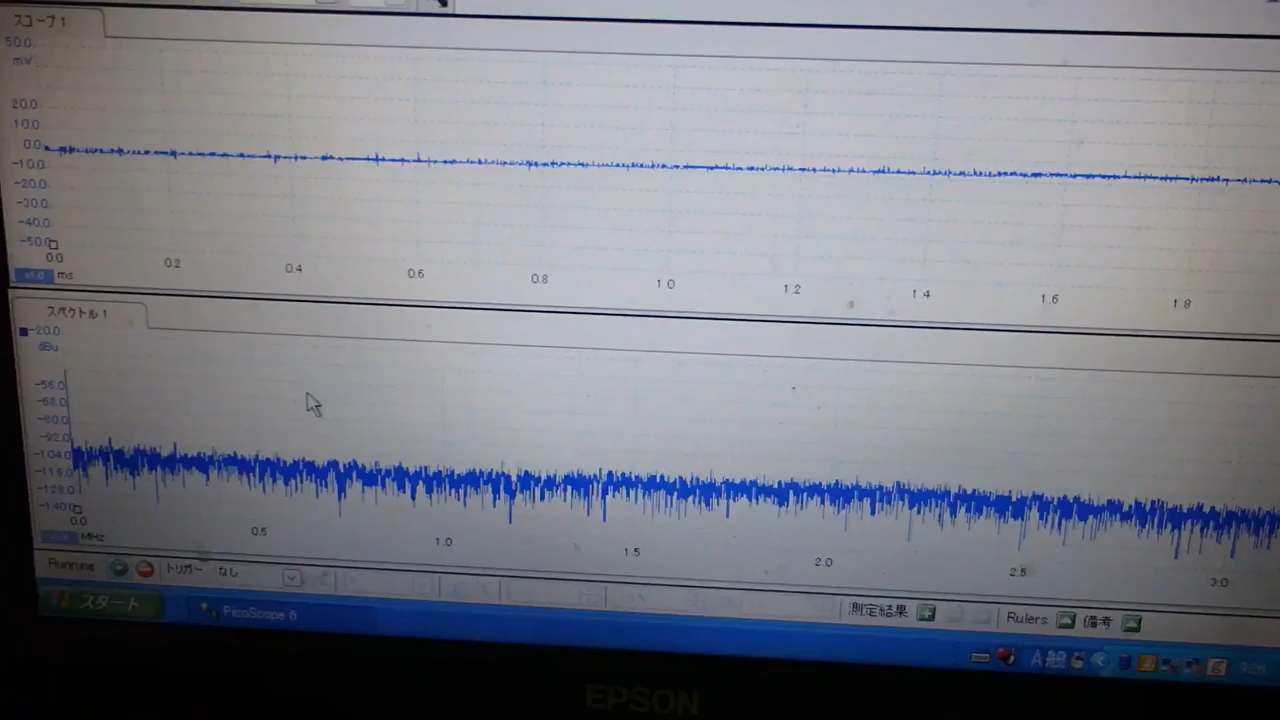 スコープ 1
50.0
mV
20.0
10.0
0.0
-10.0
-20.0
-30.0
-40.0
-50.0
0.0 0.2 0.4 0.6 0.8 1.0 1.2 1.4 1.6 1.8
x1.0 ms
スペクトル 1
-20.0
dBu
-56.0
-68.0
-80.0
-92.0
-104.0
-116.0
-128.0
-140.0
0.0 0.5 1.0 1.5 2.0 2.5 3.0
MHz
Running トリガー なし 測定結果 Rulers 備考
スタート PicoScope 6 A 般 9:26
EPSON